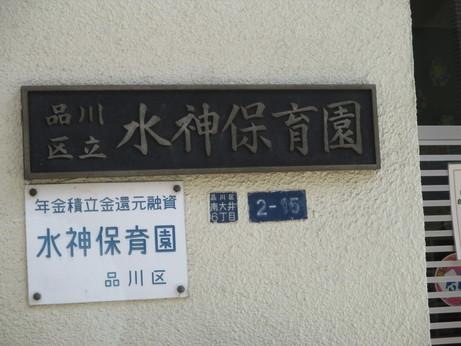 品川
区立
水神保育園
年金積立金還元融資
水神保育園
品川区
品川区
南大井
6丁目
2-15